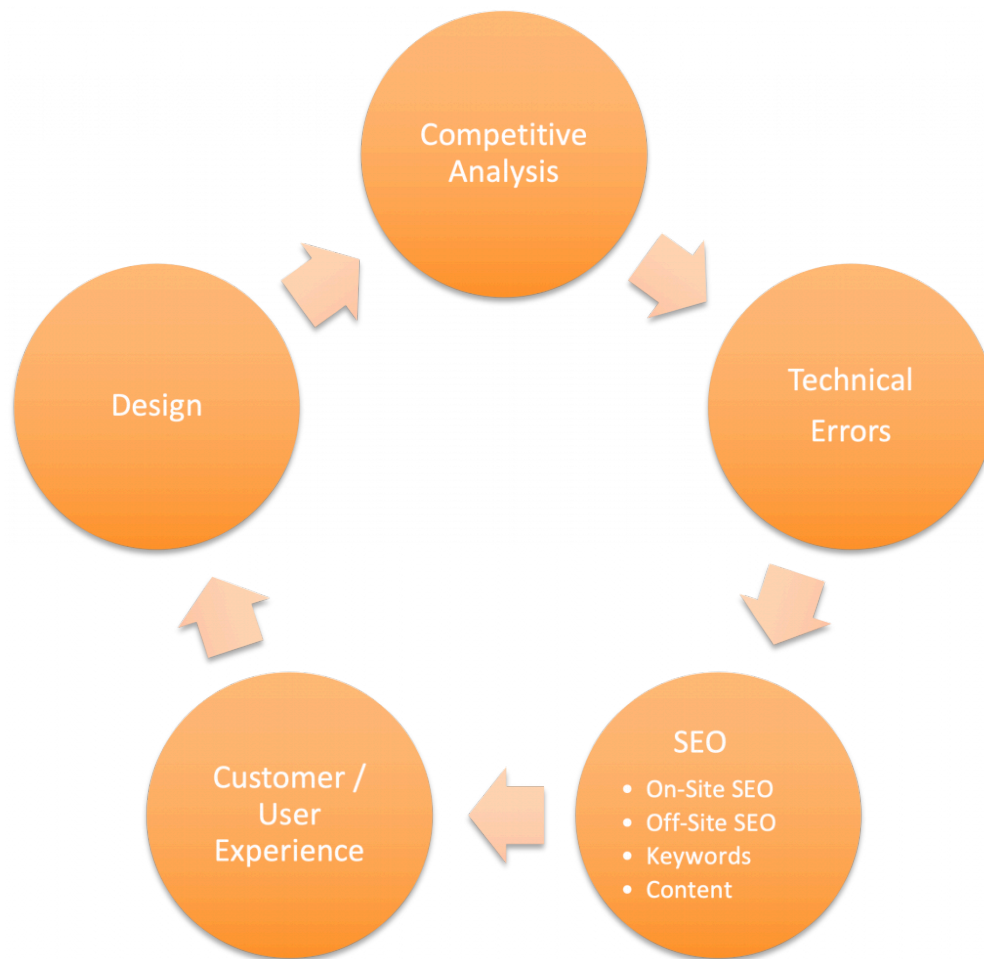 Competitive
Analysis
Technical
Errors
SEO
• On-Site SEO
• Off-Site SEO
• Keywords
• Content
Customer /
User
Experience
Design